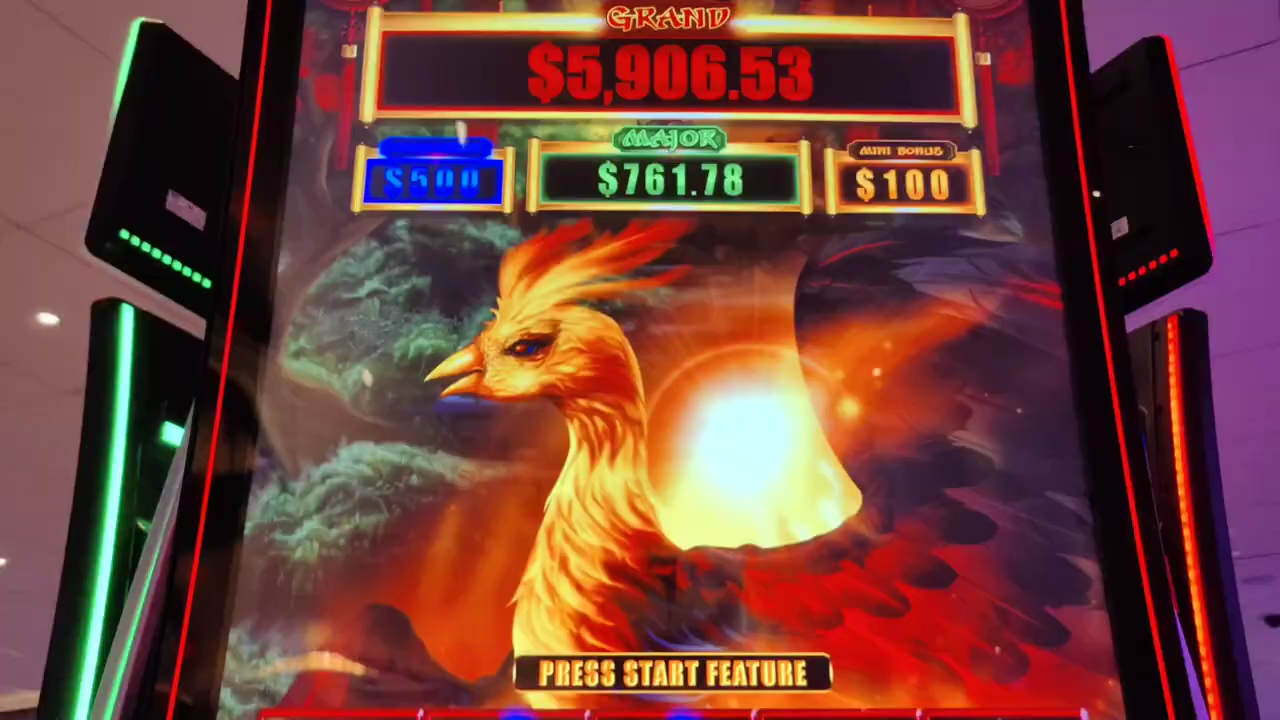 GRAND
$5,906.53
MAJOR
$500
$761.78
MINI BONUS
$100
PRESS START FEATURE